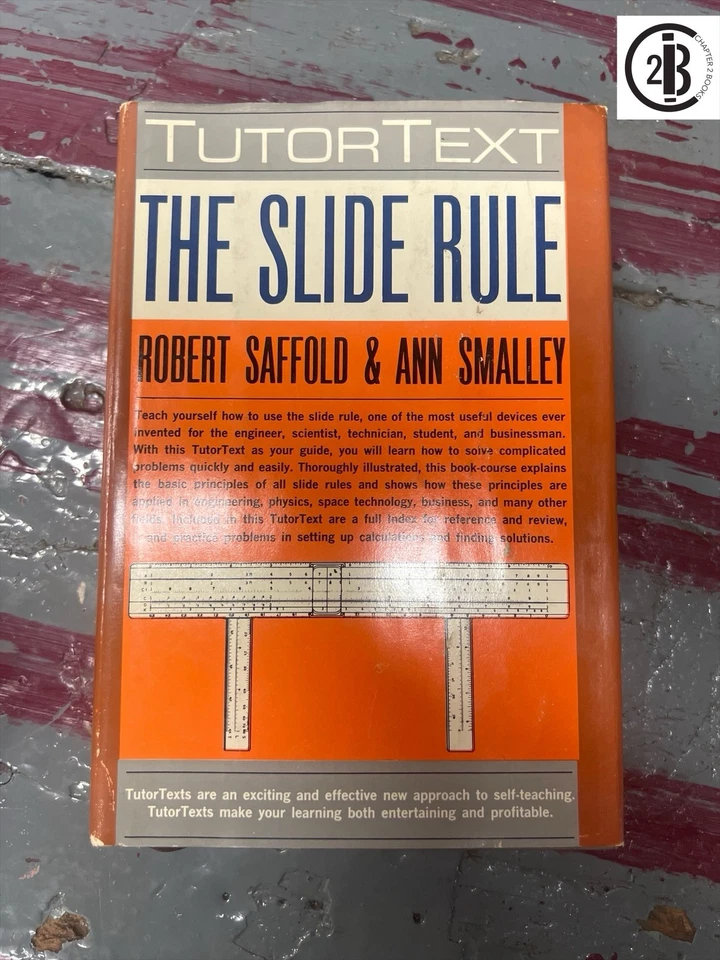 2B
CHAPTER 2 BOOKS
TUTORTEXT
THE SLIDE RULE
ROBERT SAFFOLD & ANN SMALLEY
Teach yourself how to use the slide rule, one of the most useful devices ever
invented for the engineer, scientist, technician, student, and businessman.
With this TutorText as your guide, you will learn how to solve complicated
problems quickly and easily. Thoroughly illustrated, this book-course explains
the basic principles of all slide rules and shows how these principles are
applied in engineering, physics, space technology, business, and many other
fields. Included in this TutorText are a full index for reference and review,
and practice problems in setting up calculations and finding solutions.
TutorTexts are an exciting and effective new approach to self-teaching.
TutorTexts make your learning both entertaining and profitable.